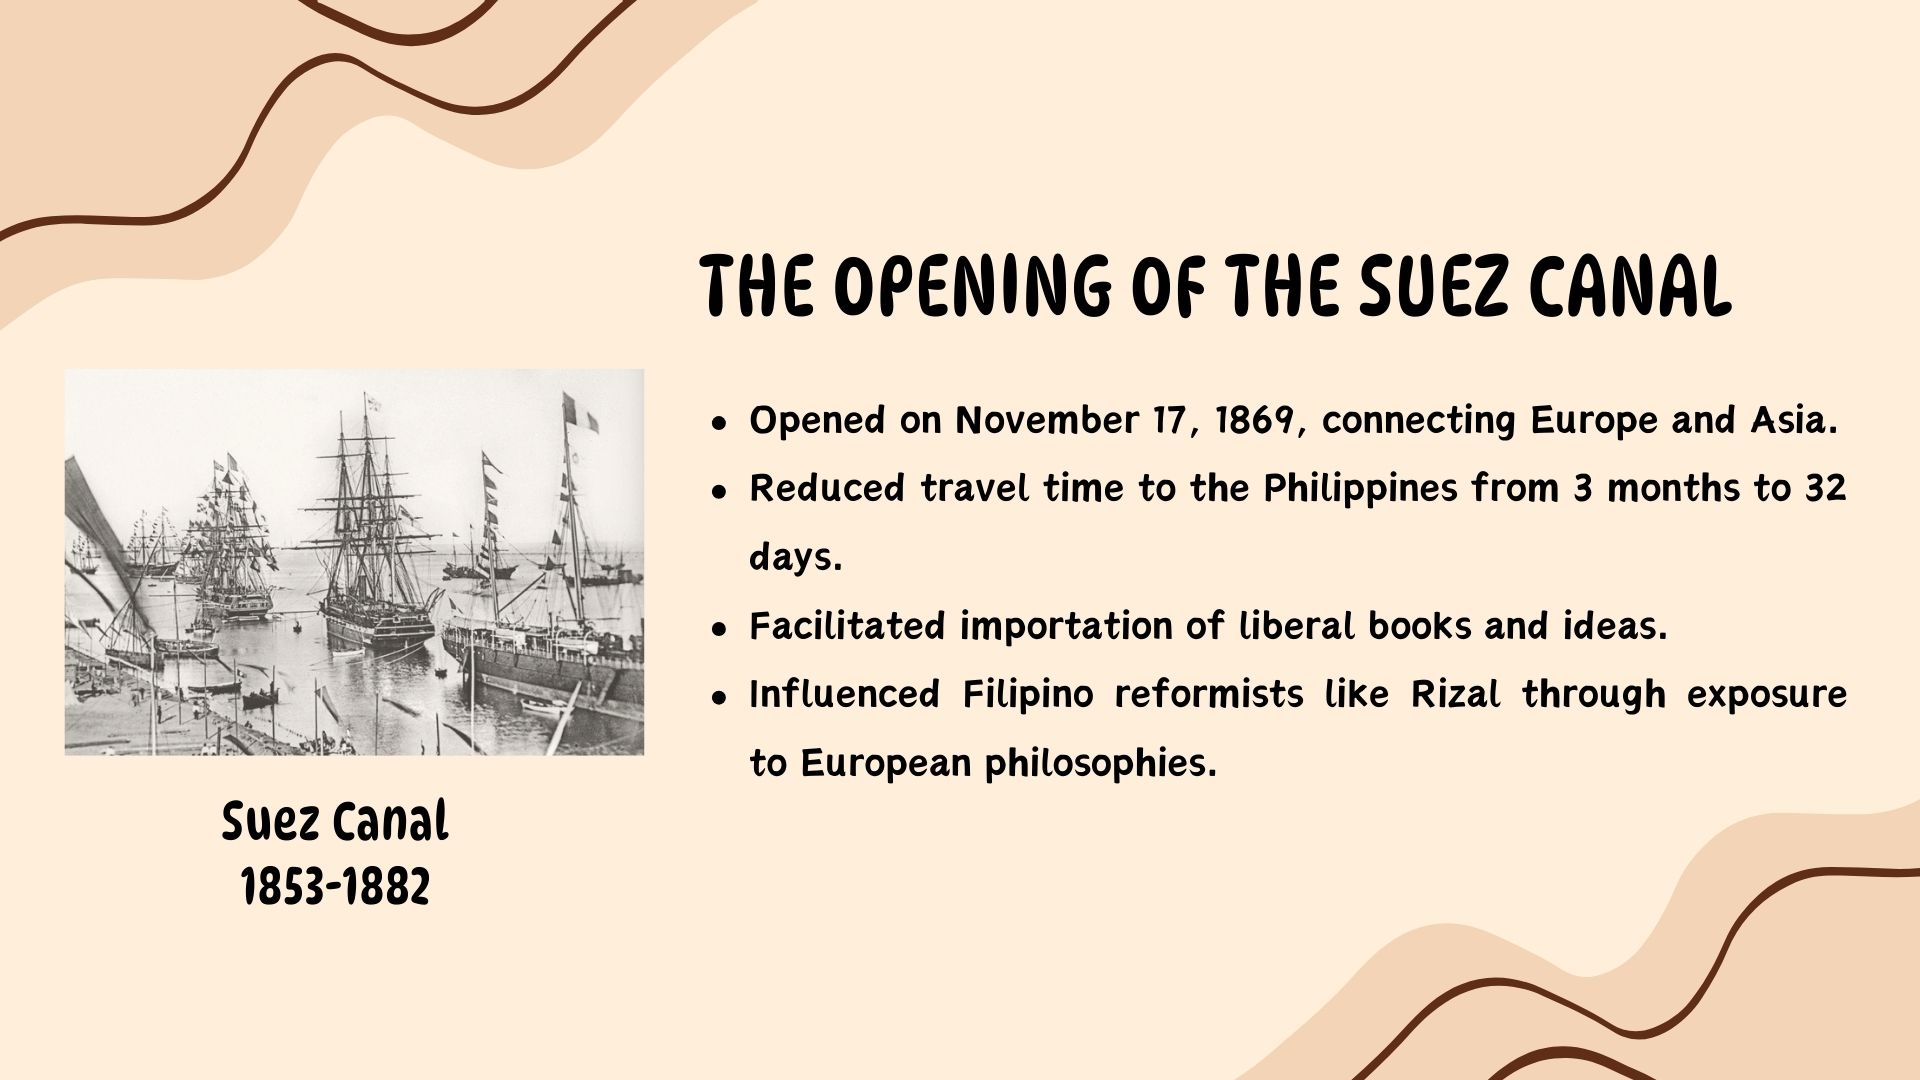 THE OPENING OF THE SUEZ CANAL
• Opened on November 17, 1869, connecting Europe and Asia.
• Reduced travel time to the Philippines from 3 months to 32
days.
• Facilitated importation of liberal books and ideas.
• Influenced Filipino reformists like Rizal through exposure
to European philosophies.
Suez Canal
1853-1882